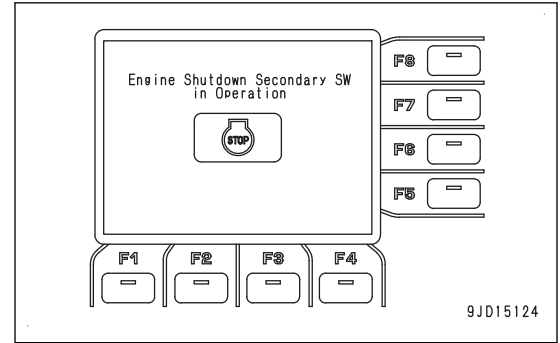 Engine Shutdown Secondary SW
in Operation
STOP
F8
F7
F6
F5
F1
F2
F3
F4
9JD15124